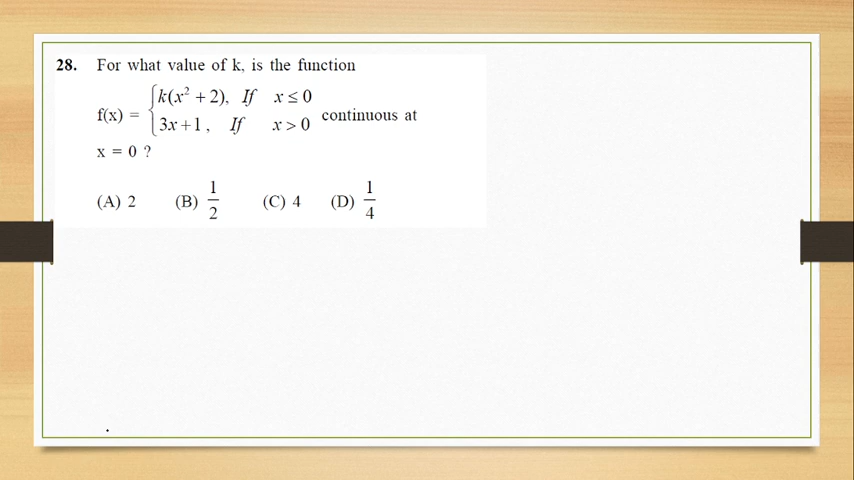 28. For what value of k, is the function
f(x) = { k(x² + 2), If x ≤ 0
3x + 1, If x > 0 continuous at
x = 0 ?
(A) 2 (B) 1/2 (C) 4 (D) 1/4